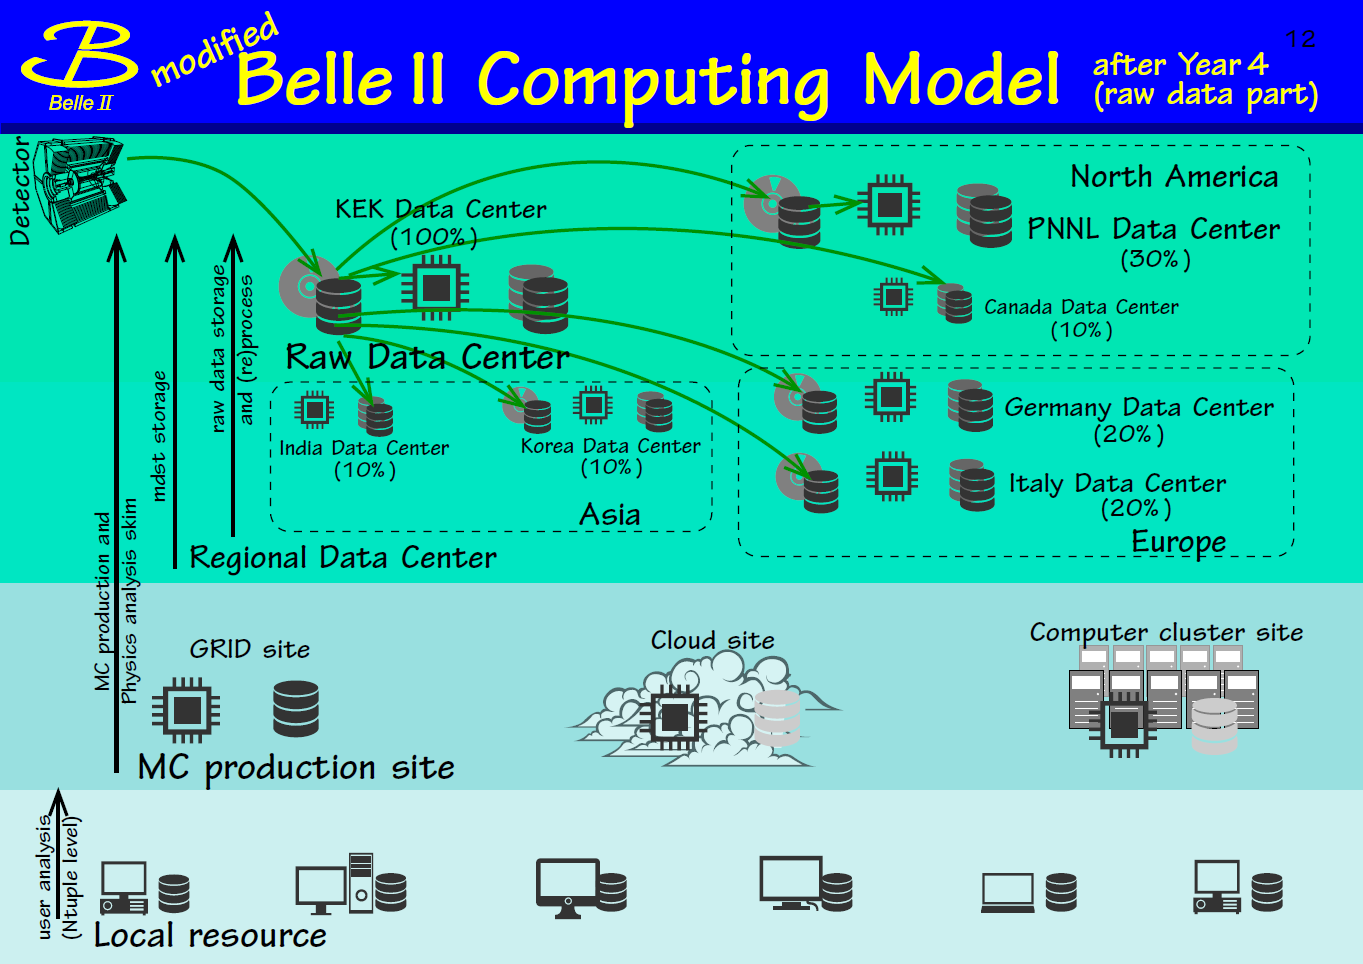 12
Belle II
modified
Belle II Computing Model
after Year 4
(raw data part)
Detector
KEK Data Center
(100%)
Raw Data Center
North America
PNNL Data Center
(30%)
Canada Data Center
(10%)
raw data storage
and (re)process
mdst storage
MC production and
Physics analysis skim
India Data Center
(10%)
Korea Data Center
(10%)
Asia
Germany Data Center
(20%)
Italy Data Center
(20%)
Europe
Regional Data Center
GRID site
Cloud site
Computer cluster site
MC production site
user analysis
(Ntuple level)
Local resource